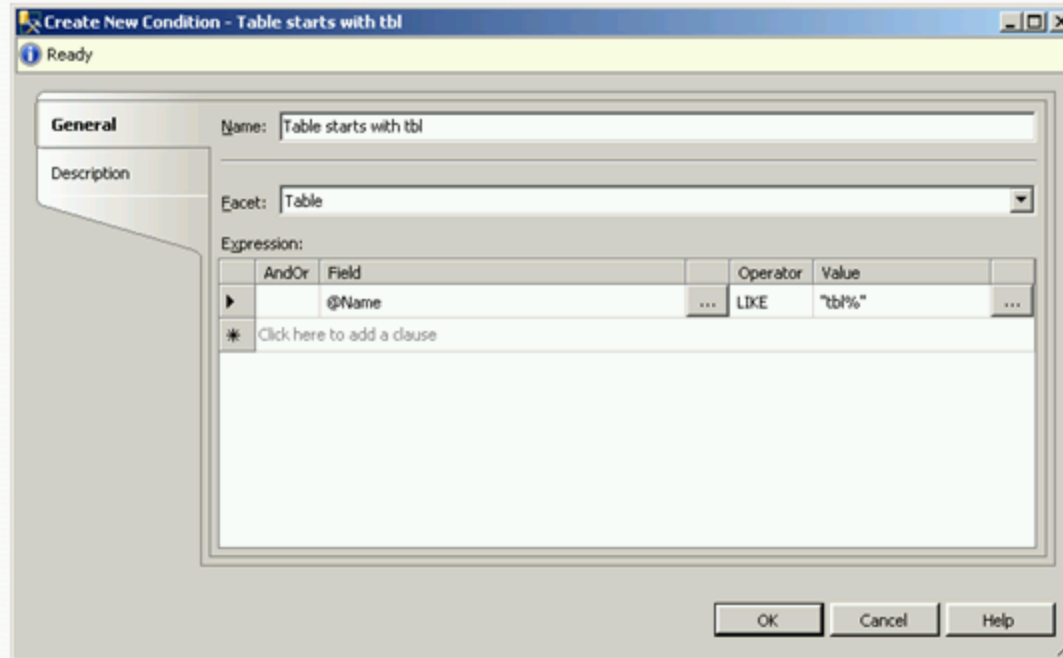 Create New Condition - Table starts with tbl
Ready
General
Name: Table starts with tbl
Description
Facet: Table
Expression:
AndOr Field Operator Value
@Name ... LIKE "tbl%" ...
Click here to add a clause
OK Cancel Help